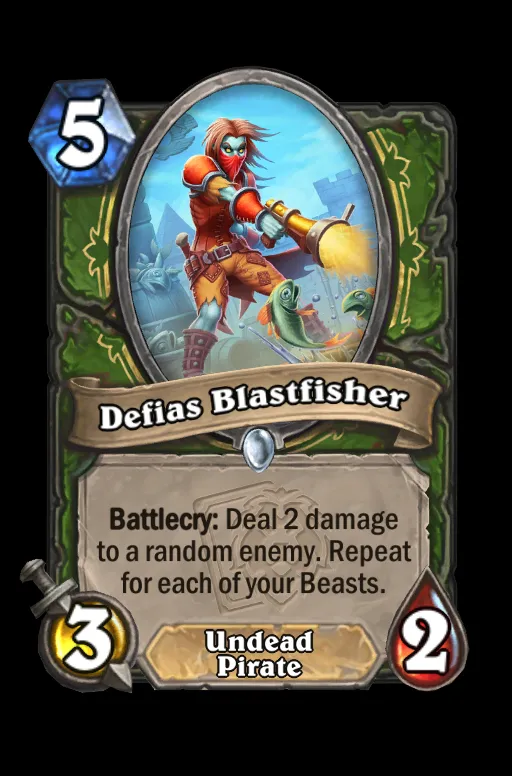 5
Defias Blastfisher
Battlecry: Deal 2 damage
to a random enemy. Repeat
for each of your Beasts.
3
Undead
Pirate
2